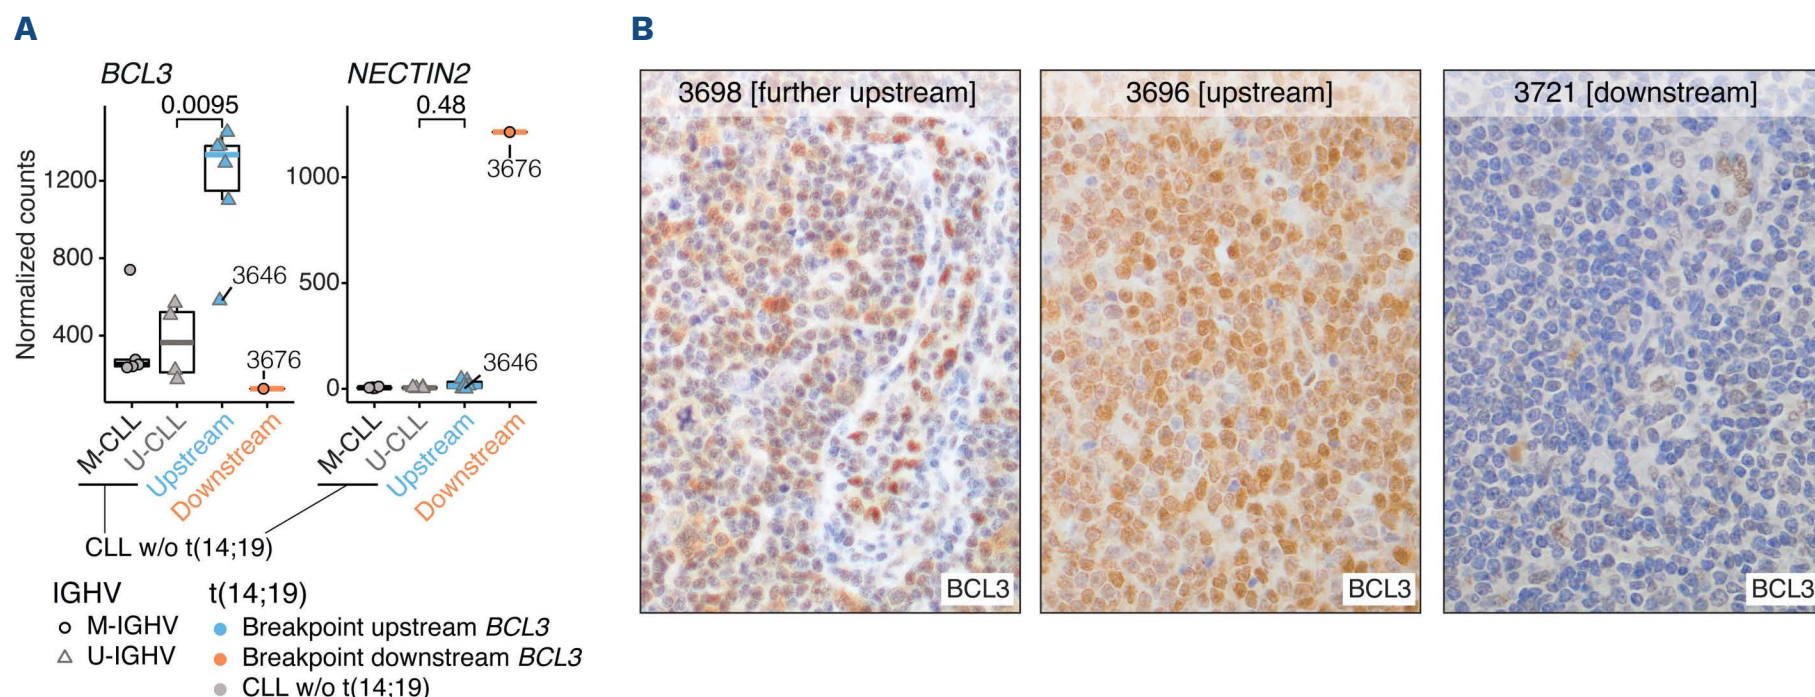 A
BCL3
NECTIN2
0.0095
0.48
Normalized counts
1200
800
400
1000
500
0
3646
3676
3676
3646
M-CLL
U-CLL
Upstream
Downstream
M-CLL
U-CLL
Upstream
Downstream
CLL w/o t(14;19)
IGHV
M-IGHV
U-IGHV
t(14;19)
Breakpoint upstream BCL3
Breakpoint downstream BCL3
CLL w/o t(14;19)
B
3698 [further upstream]
3696 [upstream]
3721 [downstream]
BCL3
BCL3
BCL3